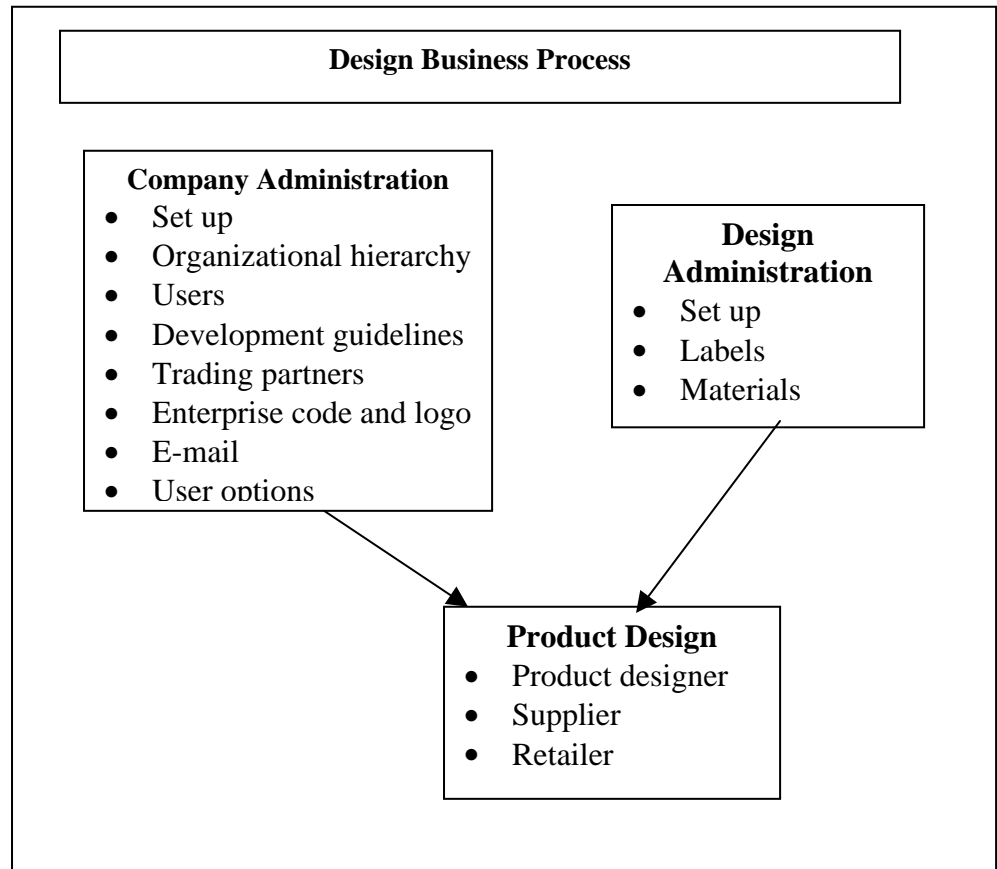 Design Business Process
Company Administration
• Set up
• Organizational hierarchy
• Users
• Development guidelines
• Trading partners
• Enterprise code and logo
• E-mail
• User options
Design
Administration
• Set up
• Labels
• Materials
Product Design
• Product designer
• Supplier
• Retailer